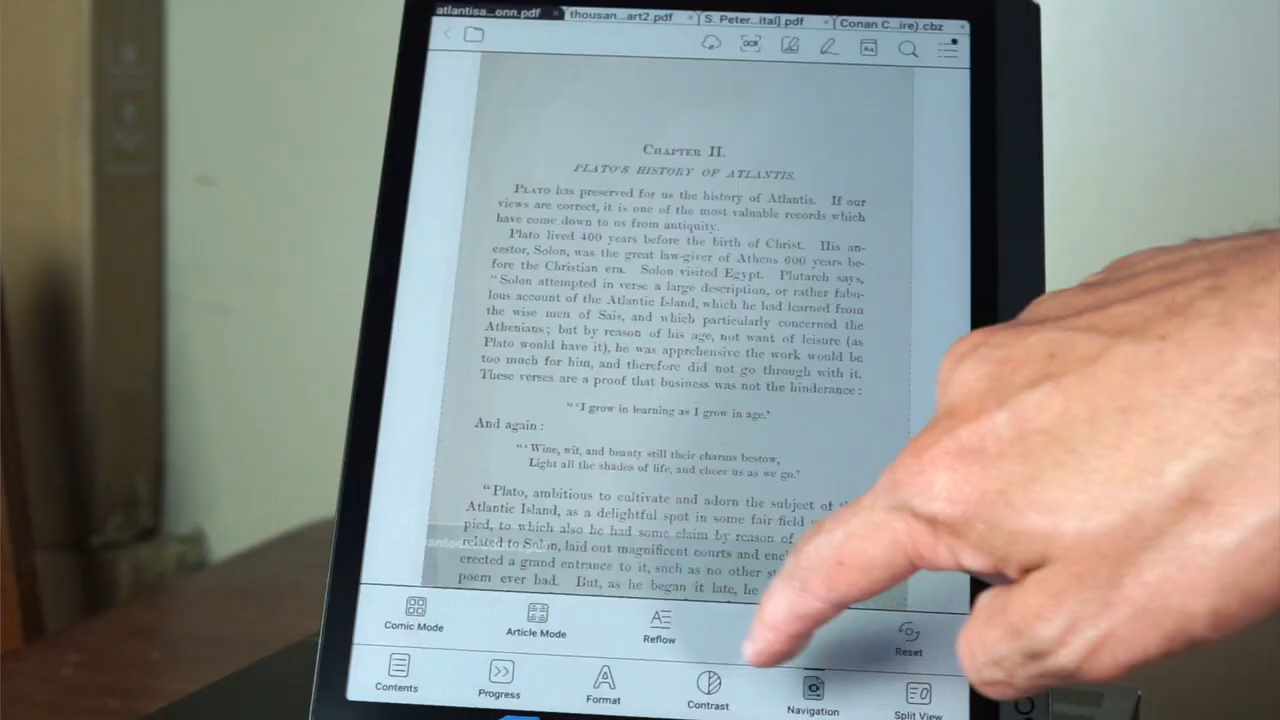 atlantisa...onn.pdf
thousan...art2.pdf
S. Peter...ital].pdf
Conan C...ire).cbz
OCR
Aa
CHAPTER II.
PLATO'S HISTORY OF ATLANTIS.
PLATO has preserved for us the history of Atlantis. If our
views are correct, it is one of the most valuable records which
have come down to us from antiquity.
Plato lived 400 years before the birth of Christ. His an-
cestor, Solon, was the great law-giver of Athens 600 years be-
fore the Christian era. Solon visited Egypt. Plutarch says,
"Solon attempted in verse a large description, or rather fabu-
lous account of the Atlantic Island, which he had learned from
the wise men of Sais, and which particularly concerned the
Athenians; but by reason of his age, not want of leisure (as
Plato would have it), he was apprehensive the work would be
too much for him, and therefore did not go through with it.
These verses are a proof that business was not the hinderance:
"'I grow in learning as I grow in age.'
And again:
"'Wine, wit, and beauty still their charms bestow,
Light all the shades of life, and cheer us as we go.'
"Plato, ambitious to cultivate and adorn the subject of
Atlantic Island, as a delightful spot in some fair field
pied, to which also he had some claim by reason of
related to Solon, laid out magnificent courts and
erected a grand entrance to it, such as no other
poem ever had. But, as he began it late, he
Comic Mode
Article Mode
Reflow
Reset
Contents
Progress
Format
Contrast
Navigation
Split View